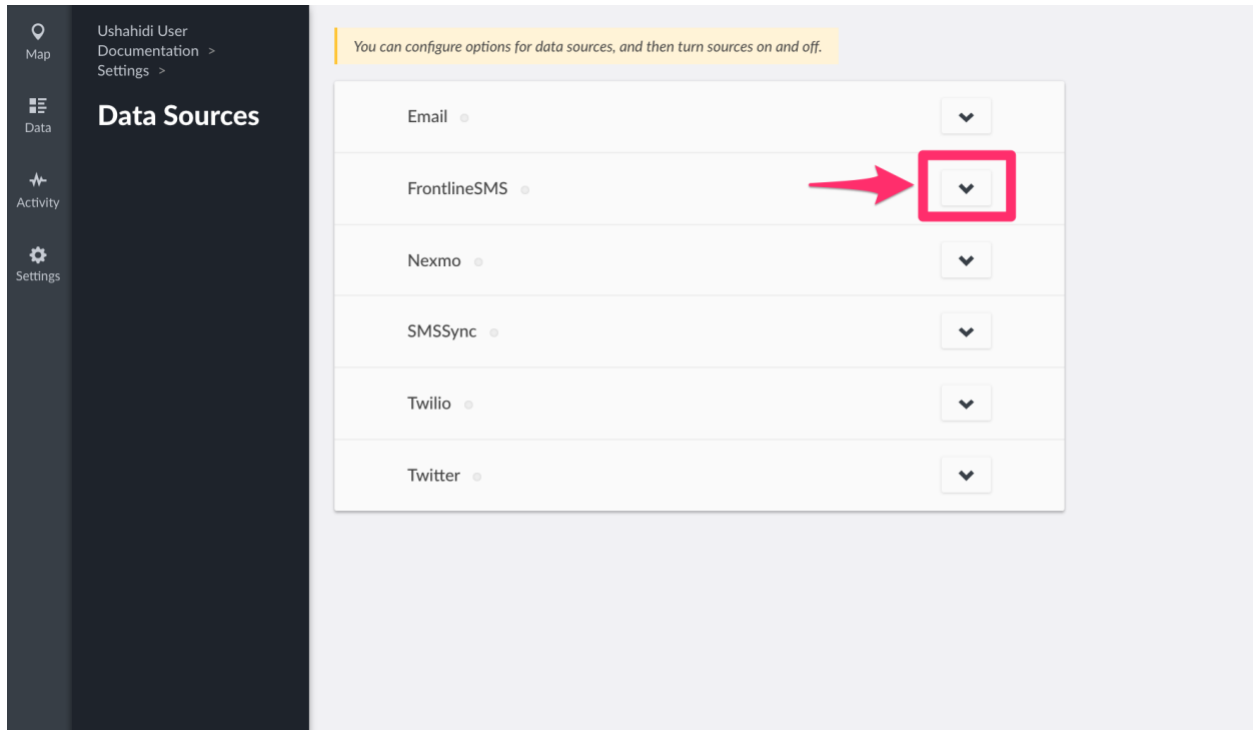 Map
Data
Activity
Settings
Ushahidi User
Documentation >
Settings >
Data Sources
You can configure options for data sources, and then turn sources on and off.
Email
FrontlineSMS
Nexmo
SMSSync
Twilio
Twitter